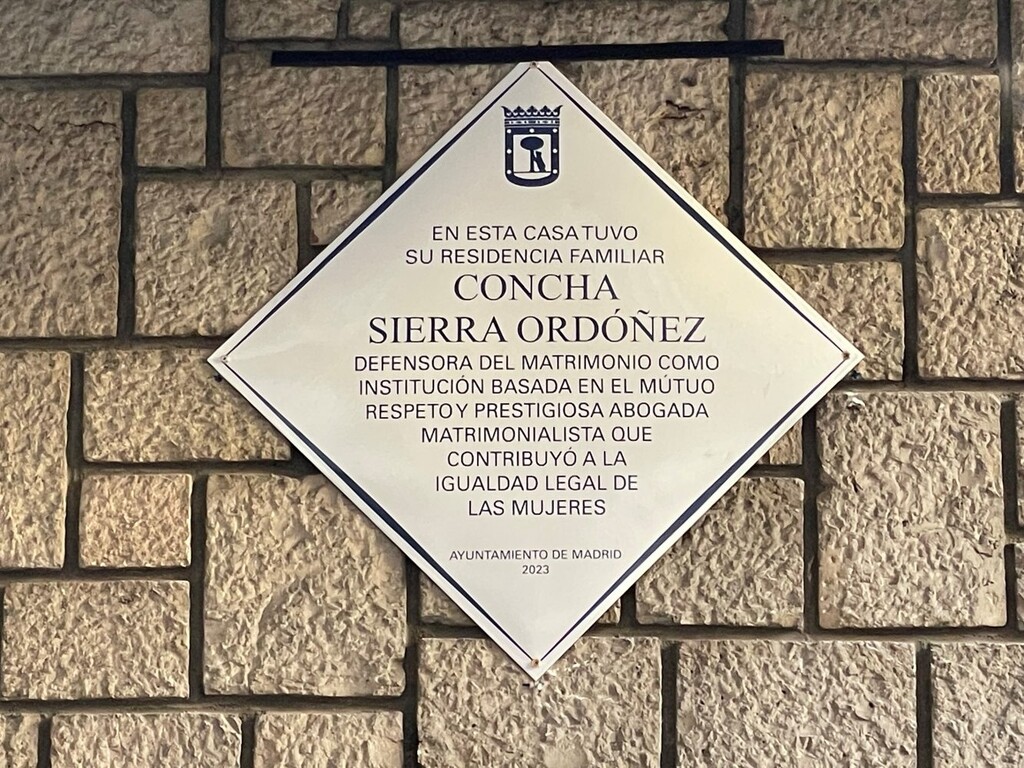 EN ESTA CASA TUVO
SU RESIDENCIA FAMILIAR
CONCHA
SIERRA ORDÓÑEZ
DEFENSORA DEL MATRIMONIO COMO
INSTITUCIÓN BASADA EN EL MÚTUO
RESPETO Y PRESTIGIOSA ABOGADA
MATRIMONIALISTA QUE
CONTRIBUYÓ A LA
IGUALDAD LEGAL DE
LAS MUJERES
AYUNTAMIENTO DE MADRID
2023